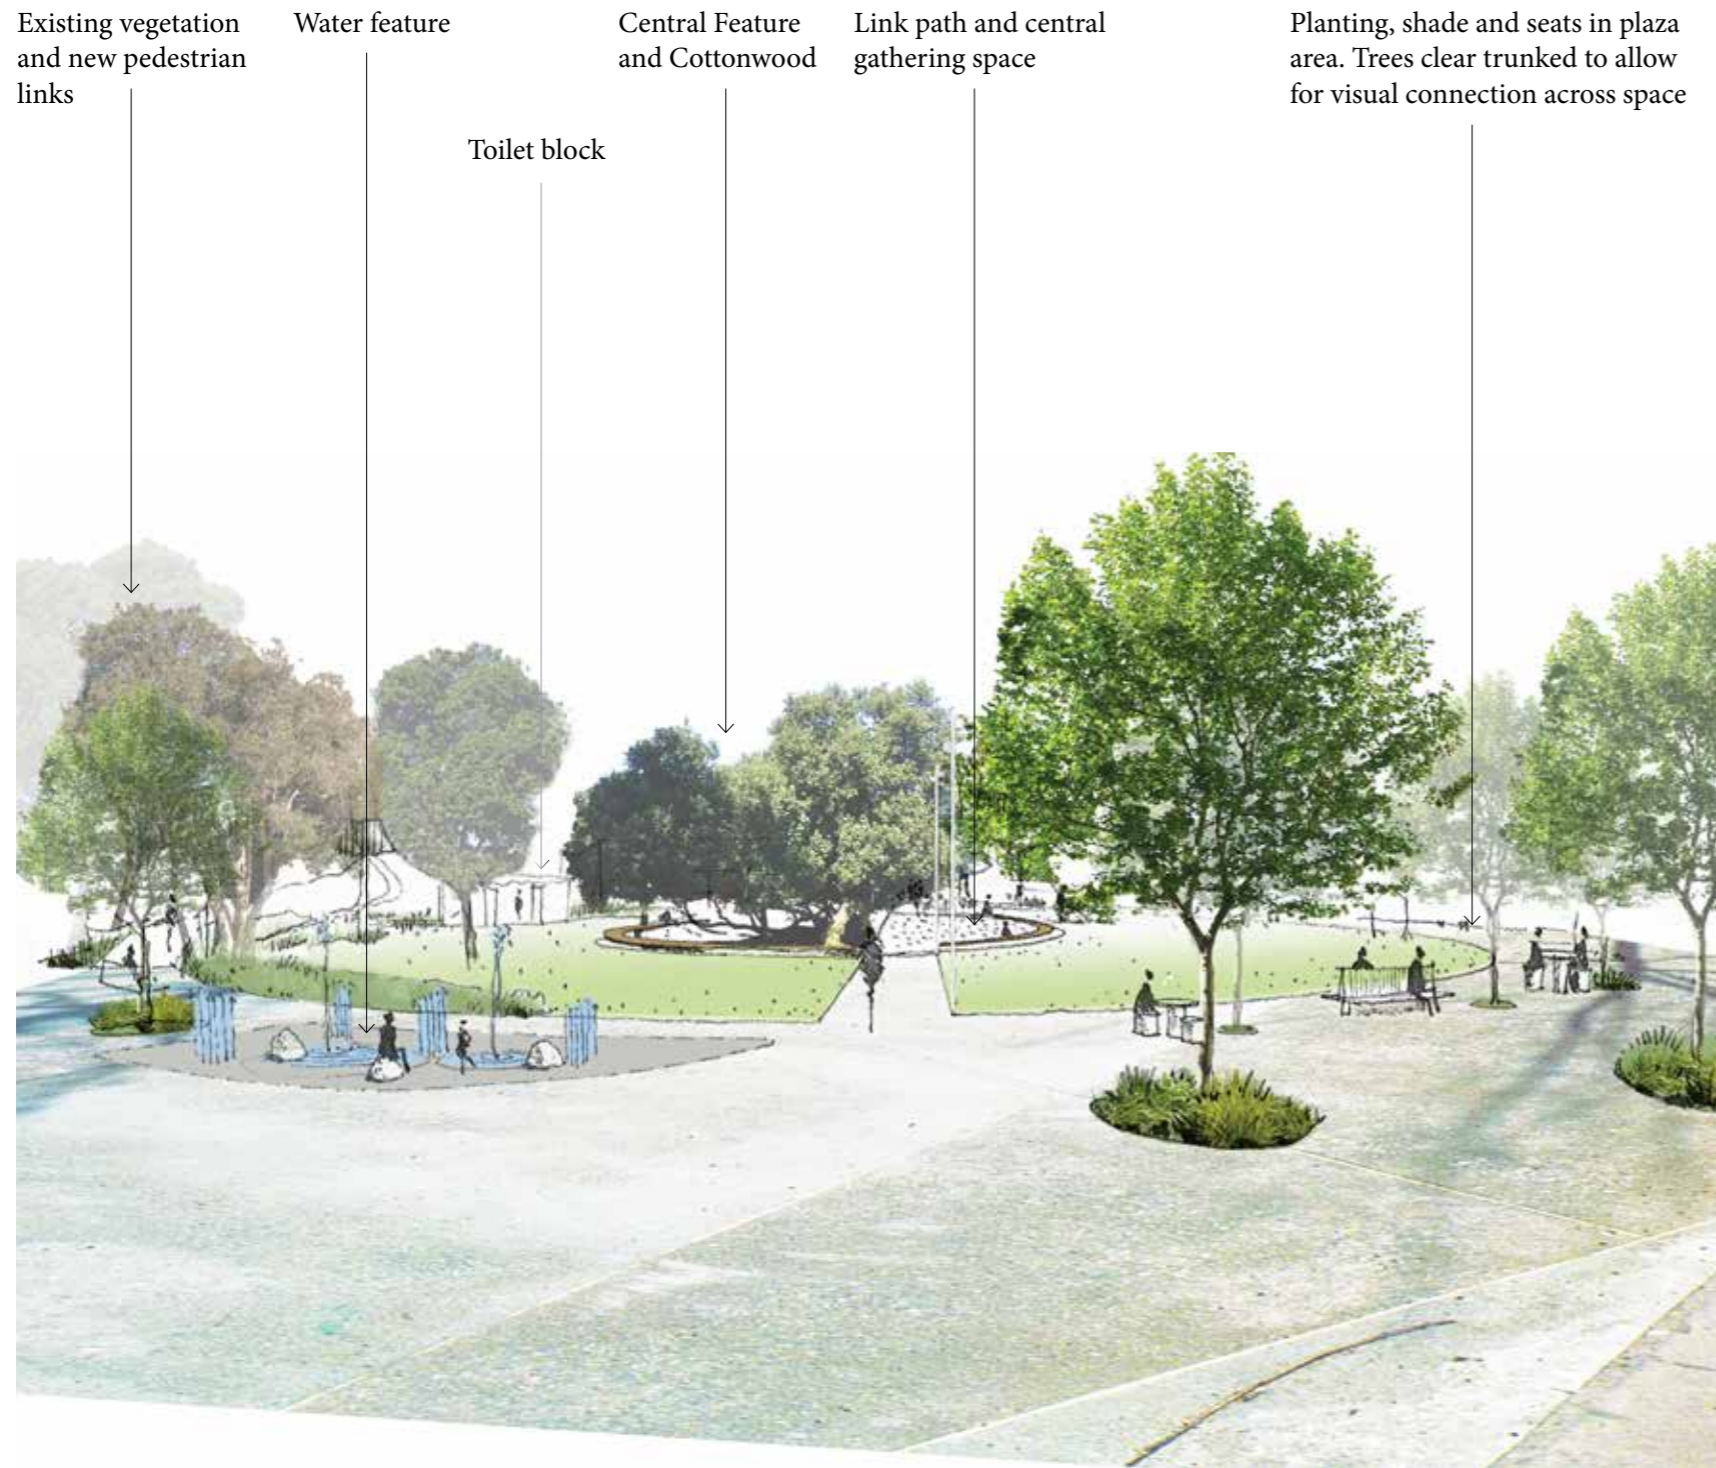 Existing vegetation
and new pedestrian
links
Water feature
Toilet block
Central Feature
and Cottonwood
Link path and central
gathering space
Planting, shade and seats in plaza
area. Trees clear trunked to allow
for visual connection across space